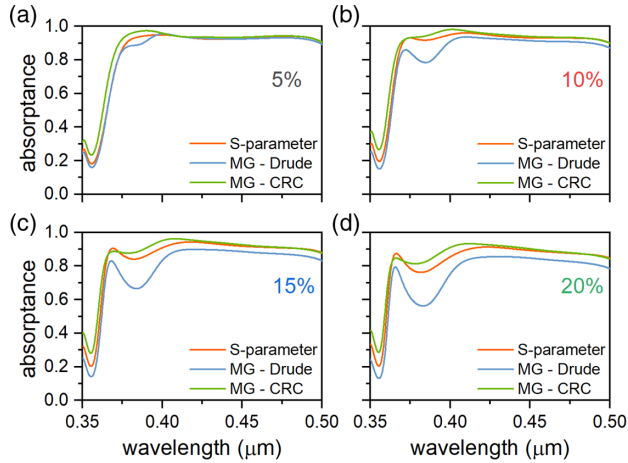 (a)
1.0
0.8
0.6
0.4
0.2
0.0
absorptance
5%
S-parameter
MG - Drude
MG - CRC
(b)
10%
S-parameter
MG - Drude
MG - CRC
(c)
1.0
0.8
0.6
0.4
0.2
0.0
absorptance
15%
S-parameter
MG - Drude
MG - CRC
0.35 0.40 0.45 0.50
wavelength (μm)
(d)
20%
S-parameter
MG - Drude
MG - CRC
0.35 0.40 0.45 0.50
wavelength (μm)